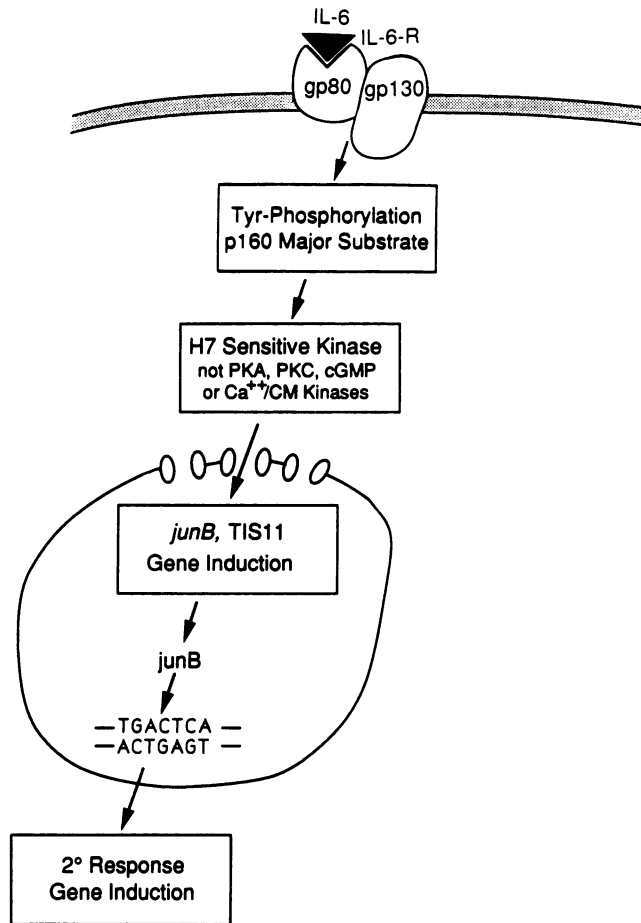 IL-6
IL-6-R
gp80
gp130
Tyr-Phosphorylation
p160 Major Substrate
H7 Sensitive Kinase
not PKA, PKC, cGMP
or Ca++/CM Kinases
junB, TIS11
Gene Induction
junB
—TGACTCA—
—ACTGAGT—
2° Response
Gene Induction